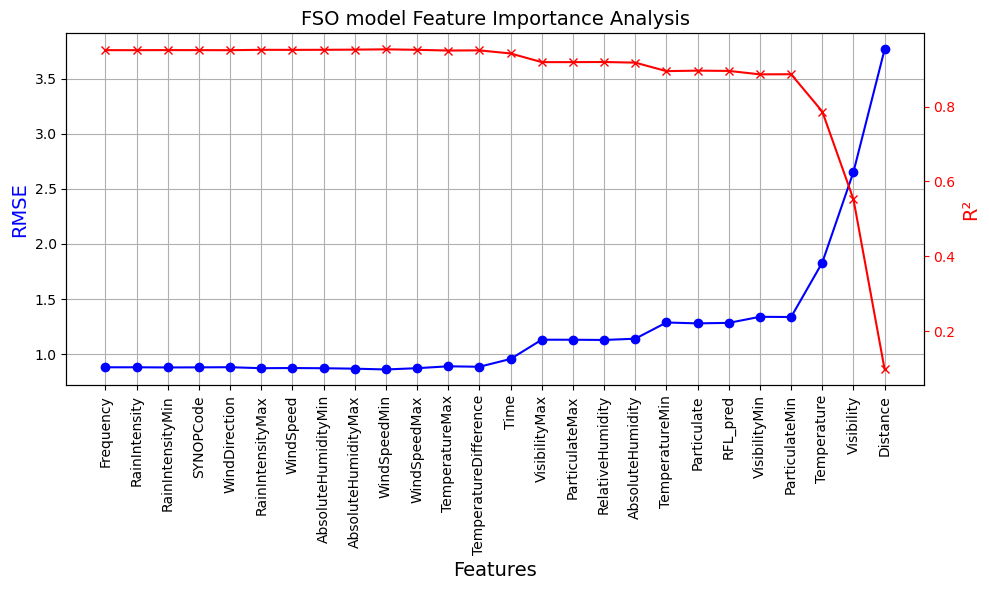 FSO model Feature Importance Analysis
3.5
3.0
2.5
2.0
1.5
1.0
RMSE
0.8
0.6
0.4
0.2
R²
Frequency
RainIntensity
RainIntensityMin
SYNOPCode
WindDirection
RainIntensityMax
WindSpeed
AbsoluteHumidityMin
AbsoluteHumidityMax
WindSpeedMin
WindSpeedMax
TemperatureMax
TemperatureDifference
Time
VisibilityMax
ParticulateMax
RelativeHumidity
AbsoluteHumidity
TemperatureMin
Particulate
RFL_pred
VisibilityMin
ParticulateMin
Temperature
Visibility
Distance
Features